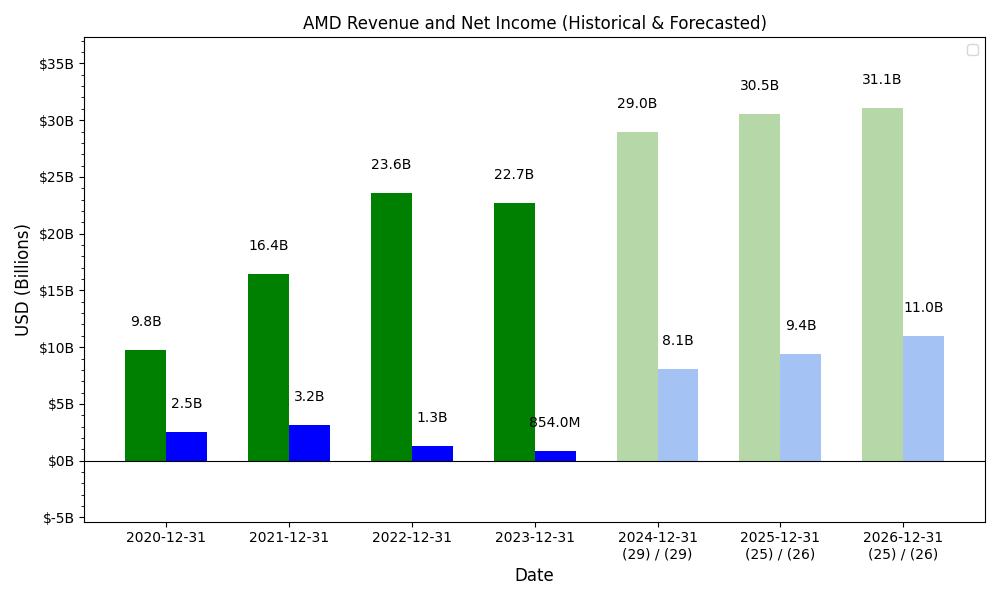 AMD Revenue and Net Income (Historical & Forecasted)
USD (Billions)
$35B
$30B
$25B
$20B
$15B
$10B
$5B
$0B
$-5B
9.8B
2.5B
16.4B
3.2B
23.6B
1.3B
22.7B
854.0M
29.0B
8.1B
30.5B
9.4B
31.1B
11.0B
2020-12-31
2021-12-31
2022-12-31
2023-12-31
2024-12-31
(29) / (29)
2025-12-31
(25) / (26)
2026-12-31
(25) / (26)
Date